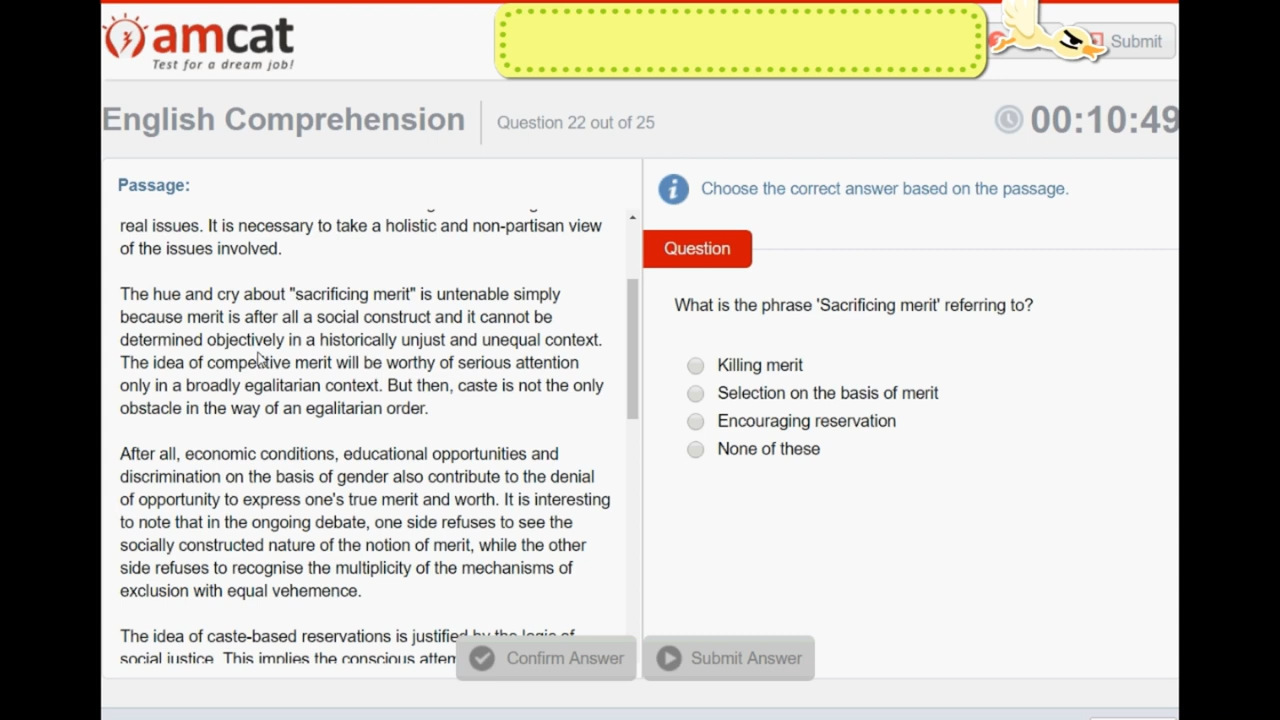 amcat
Test for a dream job!
Submit
English Comprehension
Question 22 out of 25
00:10:49
Passage:
real issues. It is necessary to take a holistic and non-partisan view
of the issues involved.
The hue and cry about "sacrificing merit" is untenable simply
because merit is after all a social construct and it cannot be
determined objectively in a historically unjust and unequal context.
The idea of competitive merit will be worthy of serious attention
only in a broadly egalitarian context. But then, caste is not the only
obstacle in the way of an egalitarian order.
After all, economic conditions, educational opportunities and
discrimination on the basis of gender also contribute to the denial
of opportunity to express one's true merit and worth. It is interesting
to note that in the ongoing debate, one side refuses to see the
socially constructed nature of the notion of merit, while the other
side refuses to recognise the multiplicity of the mechanisms of
exclusion with equal vehemence.
The idea of caste-based reservations is justified by the logic of
social justice. This implies the conscious
Choose the correct answer based on the passage.
Question
What is the phrase 'Sacrificing merit' referring to?
Killing merit
Selection on the basis of merit
Encouraging reservation
None of these
Confirm Answer
Submit Answer